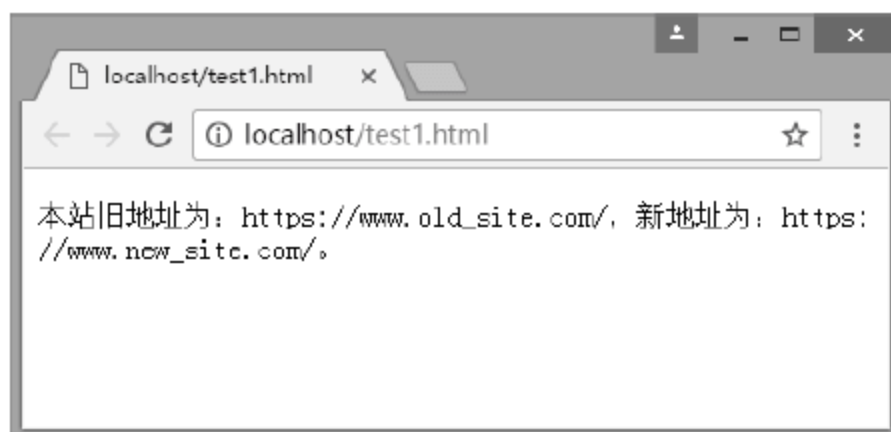 localhost/test1.html
localhost/test1.html
本站旧地址为：https://www.old_site.com/，新地址为：https:
//www.new_site.com/。